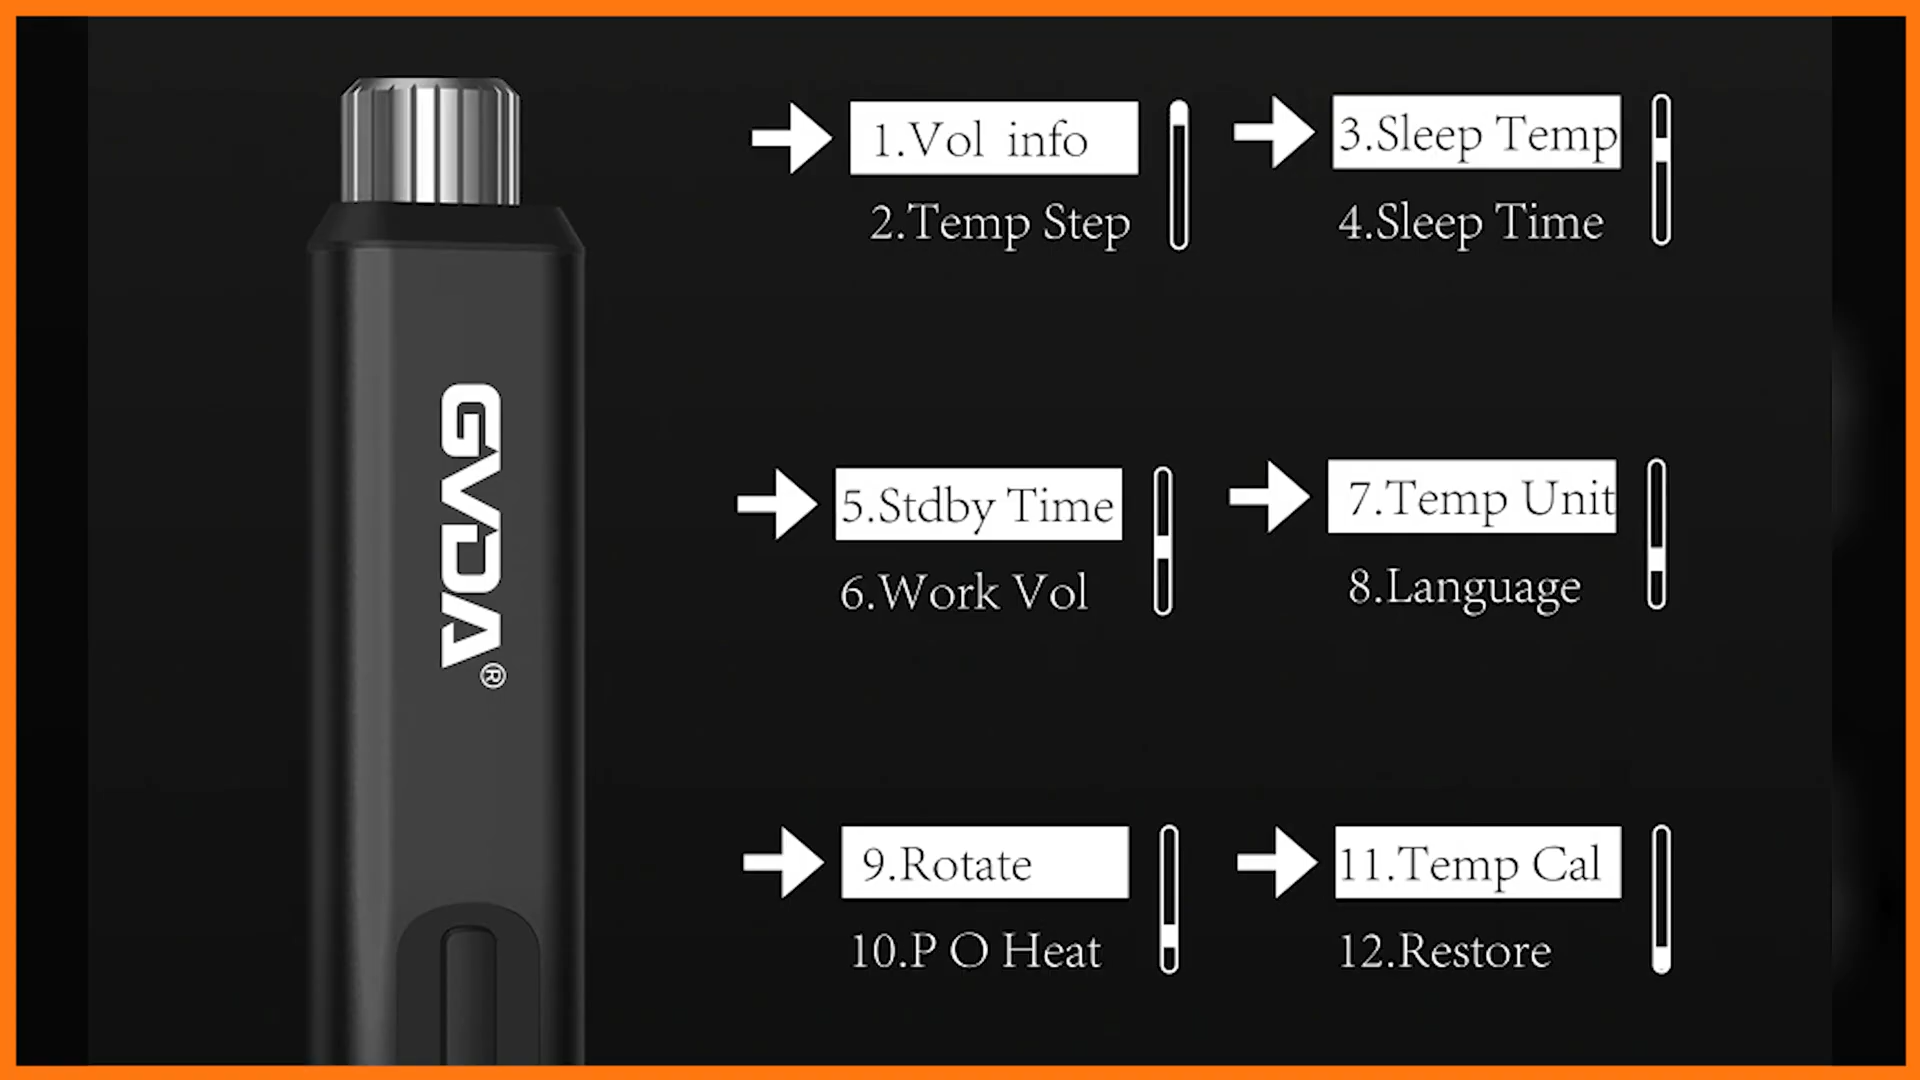 GVDA®
1.Vol info
2.Temp Step
3.Sleep Temp
4.Sleep Time
5.Stdby Time
6.Work Vol
7.Temp Unit
8.Language
9.Rotate
10.P O Heat
11.Temp Cal
12.Restore